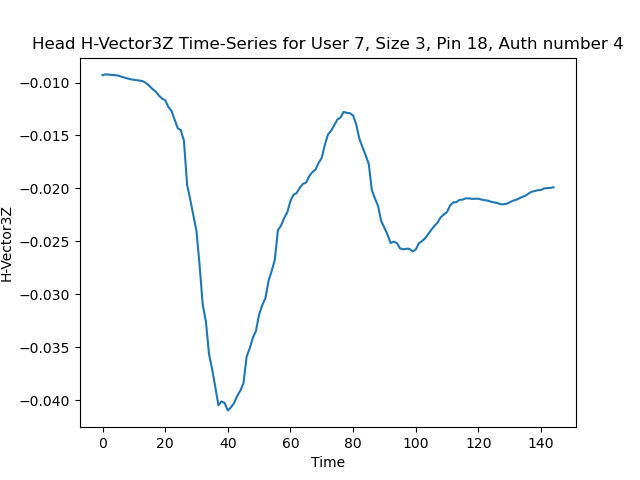 Head H-Vector3Z Time-Series for User 7, Size 3, Pin 18, Auth number 4
H-Vector3Z
−0.010
−0.015
−0.020
−0.025
−0.030
−0.035
−0.040
0 20 40 60 80 100 120 140
Time